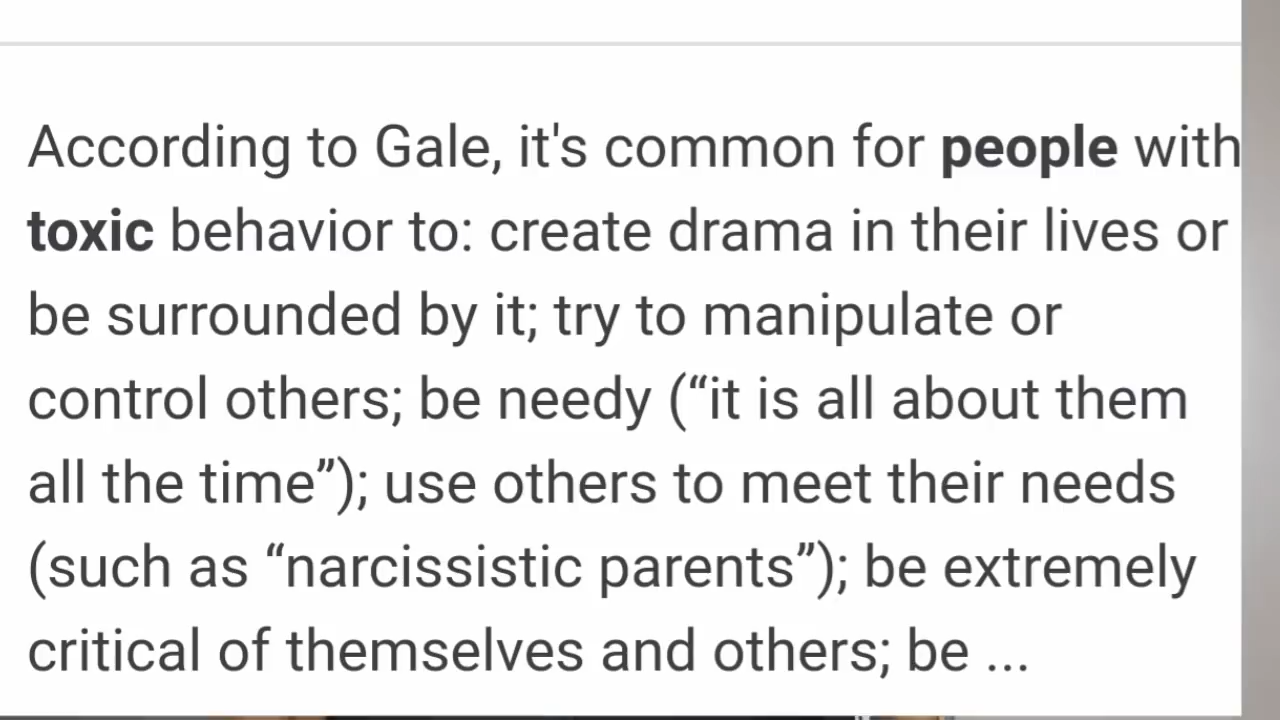 According to Gale, it's common for people with
toxic behavior to: create drama in their lives or
be surrounded by it; try to manipulate or
control others; be needy (“it is all about them
all the time”); use others to meet their needs
(such as “narcissistic parents”); be extremely
critical of themselves and others; be ...